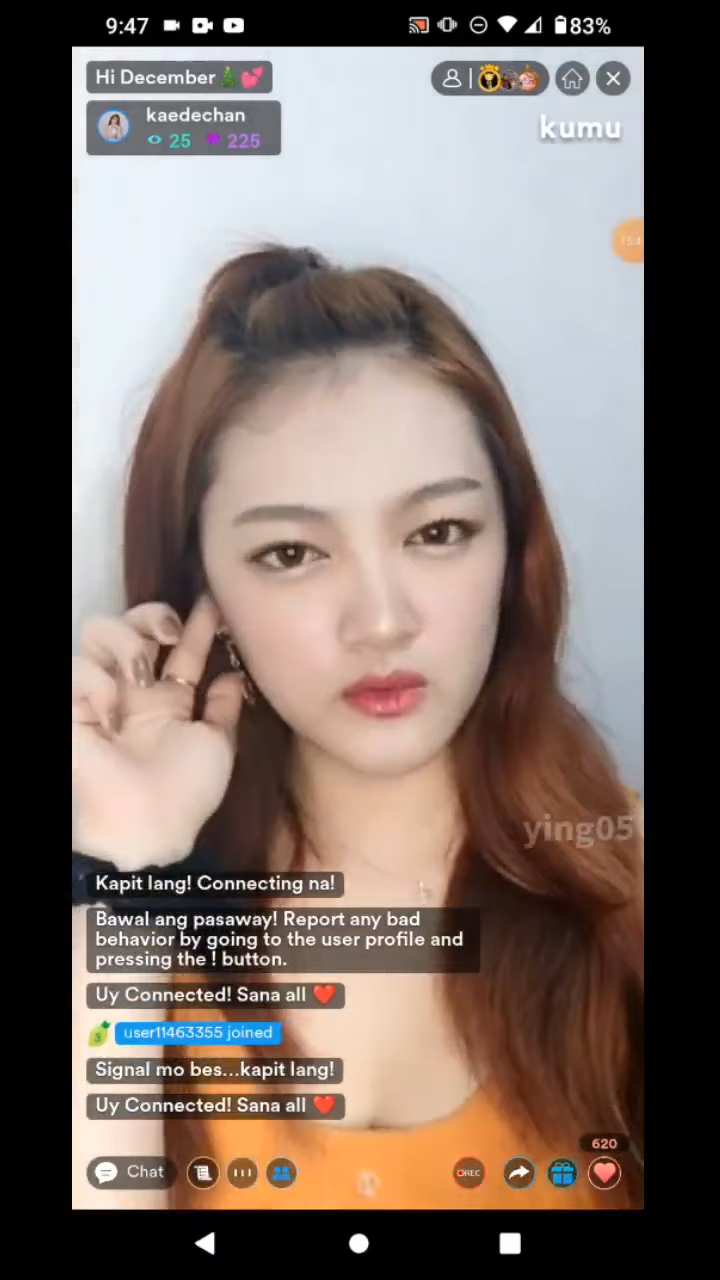 9:47
83%
Hi December 🎄💕
kaedechan
25 225
kumu
ying05
Kapit lang! Connecting na!
Bawal ang pasaway! Report any bad
behavior by going to the user profile and
pressing the ! button.
Uy Connected! Sana all ❤️
user11463355 joined
Signal mo bes...kapit lang!
Uy Connected! Sana all ❤️
620
Chat
REC